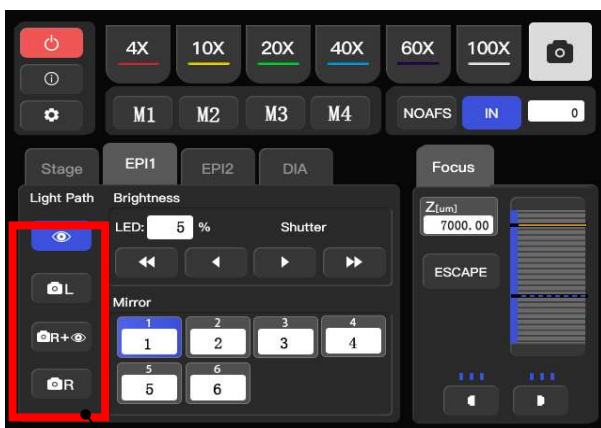 4X 10X 20X 40X 60X 100X
M1 M2 M3 M4 NOAFS IN 0
Stage EPI1 EPI2 DIA Focus
Light Path Brightness
LED: 5 % Shutter
Z[um]
7000.00
ESCAPE
L
Mirror
1 2 3 4
R+
1 2 3 4
5 6
R
5 6